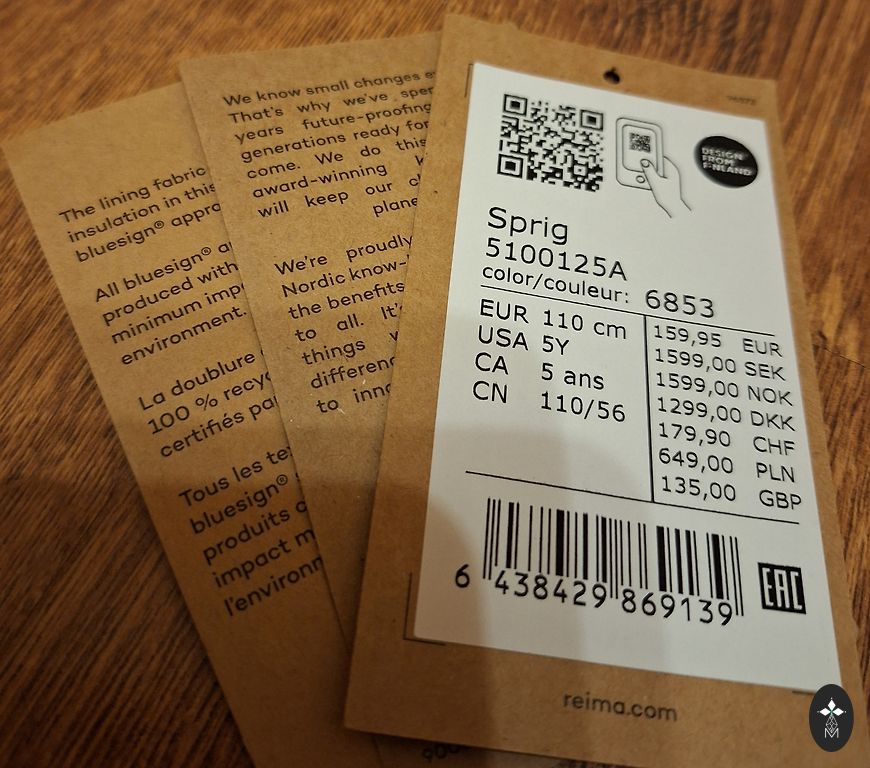 The lining fabric
insulation in this
bluesign® appro
All bluesign® a
produced with
minimum imp
environment.
La doublure
100 % recyc
certifiés pa
Tous les te
bluesign®
produits c
impact m
l'environn
We know small changes e
That's why we've spen
years future-proofing
generations ready for
come. We do this
award-winning k
will keep our cl
plane
We're proudly
Nordic know-
the benefits
to all. It's
things w
differenc
to inno
DESIGN
FROM
FINLAND
Sprig
5100125A
color/couleur: 6853
EUR 110 cm
USA 5Y
CA 5 ans
CN 110/56
159,95 EUR
1599,00 SEK
1599,00 NOK
1299,00 DKK
179,90 CHF
649,00 PLN
135,00 GBP
6 438429 869139
EAC
reima.com
M